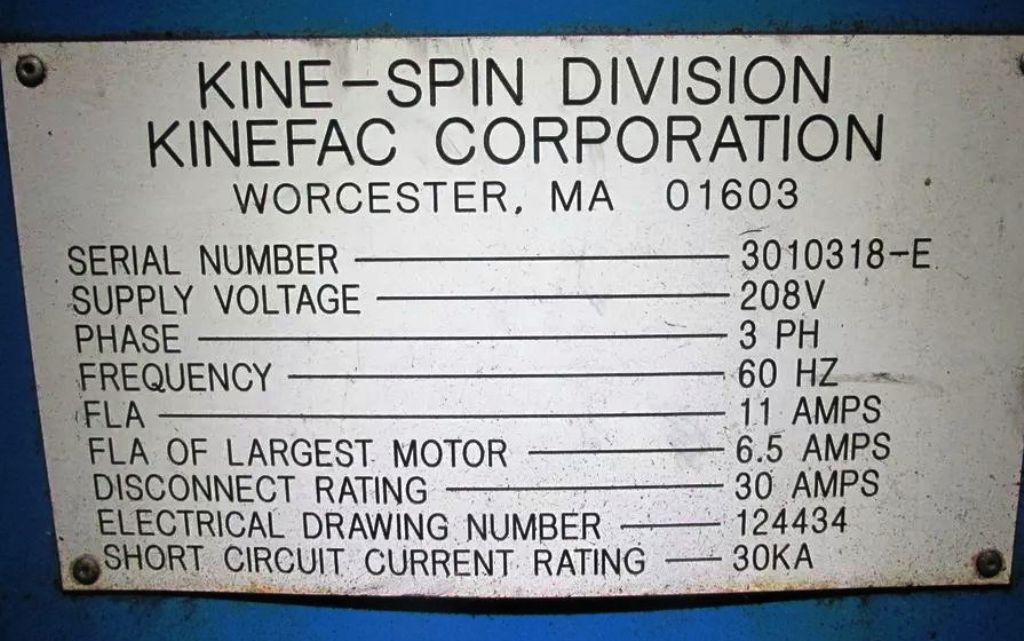 KINE-SPIN DIVISION
KINEFAC CORPORATION
WORCESTER, MA 01603
SERIAL NUMBER 3010318-E
SUPPLY VOLTAGE 208V
PHASE 3 PH
FREQUENCY 60 HZ
FLA 11 AMPS
FLA OF LARGEST MOTOR 6.5 AMPS
DISCONNECT RATING 30 AMPS
ELECTRICAL DRAWING NUMBER 124434
SHORT CIRCUIT CURRENT RATING 30KA